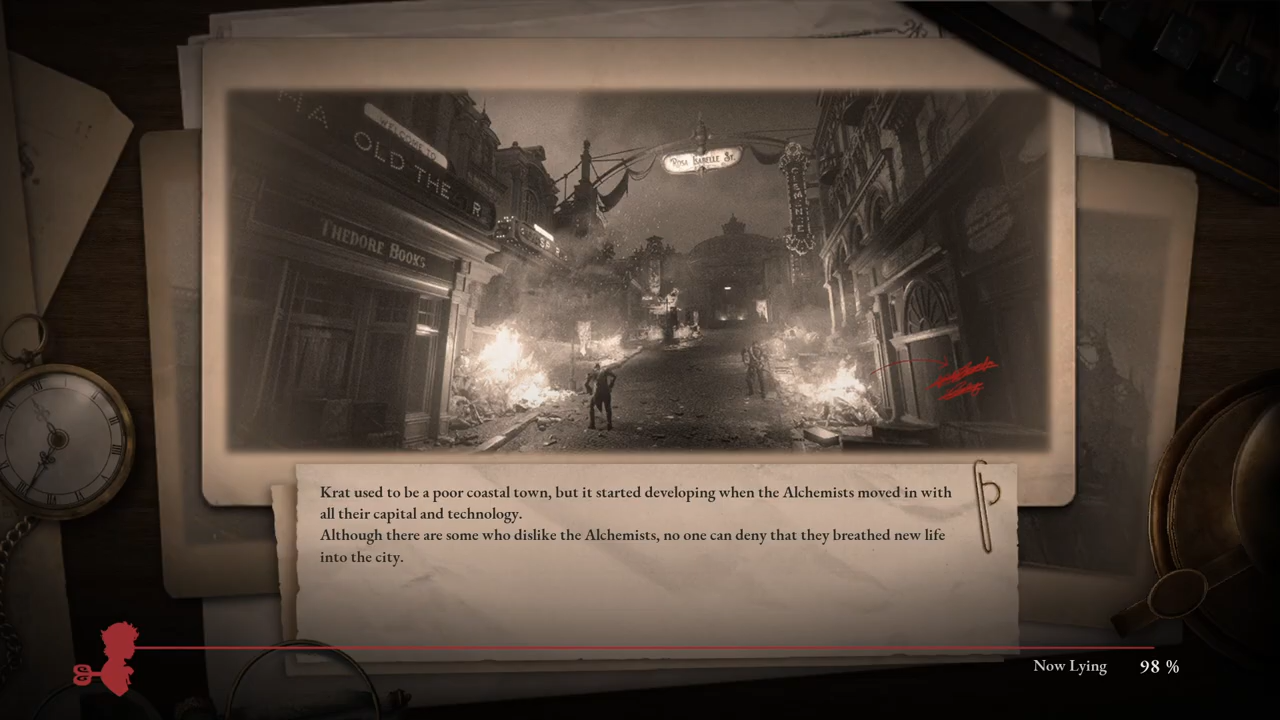 WELCOME TO
OLD THE R
THEDORE BOOKS
ROSA ISABELLE ST.
Krat used to be a poor coastal town, but it started developing when the Alchemists moved in with
all their capital and technology.
Although there are some who dislike the Alchemists, no one can deny that they breathed new life
into the city.
Now Lying 98 %